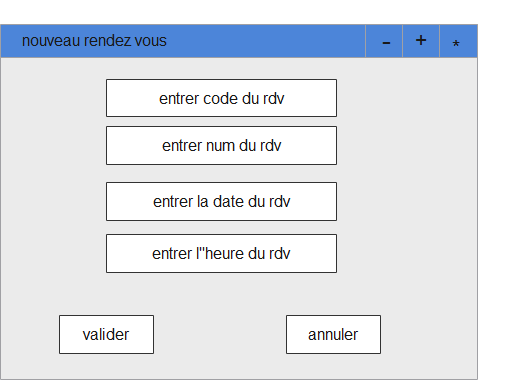 nouveau rendez vous - + *
entrer code du rdv
entrer num du rdv
entrer la date du rdv
entrer l"heure du rdv
valider annuler